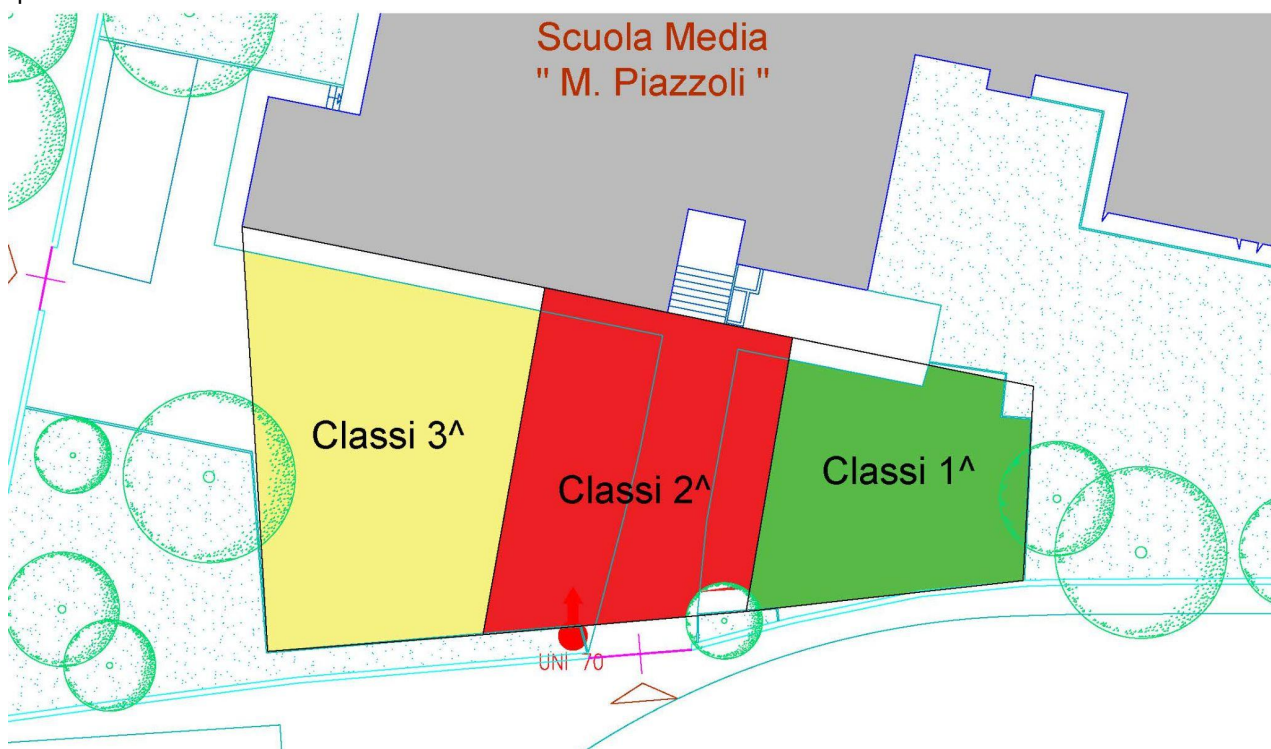 Scuola Media
" M. Piazzoli "
Classi 3^
Classi 2^
Classi 1^
UNI 70